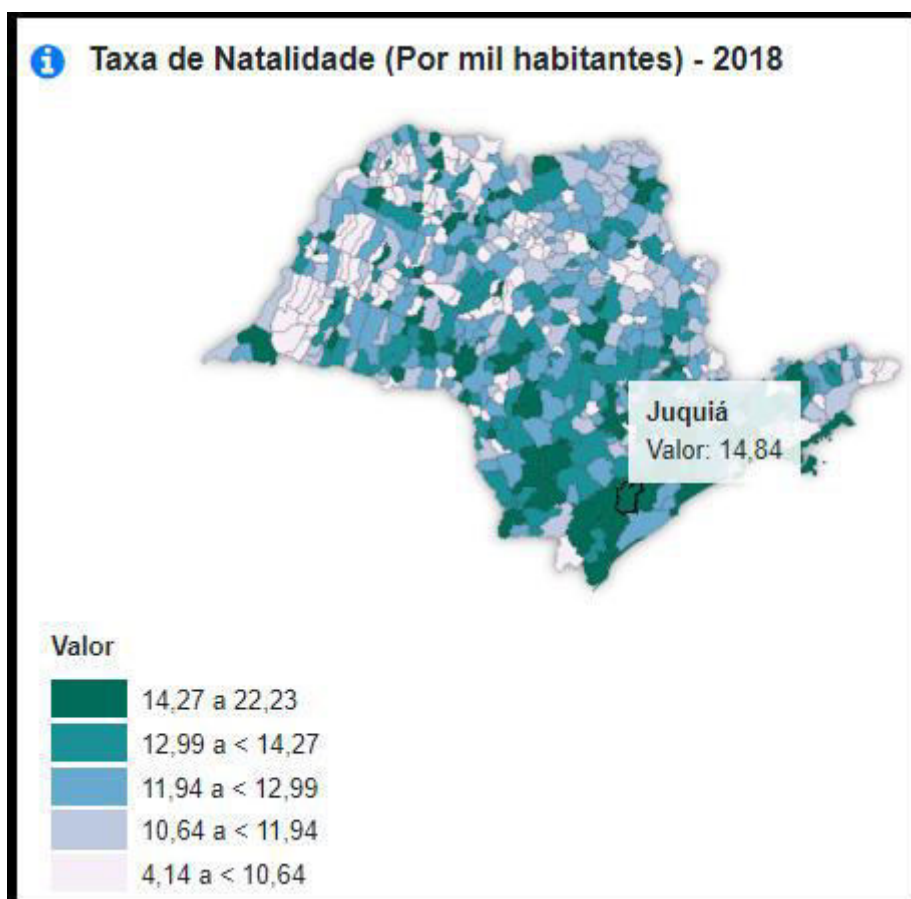 Taxa de Natalidade (Por mil habitantes) - 2018
Juquiá
Valor: 14,84
Valor
14,27 a 22,23
12,99 a < 14,27
11,94 a < 12,99
10,64 a < 11,94
4,14 a < 10,64